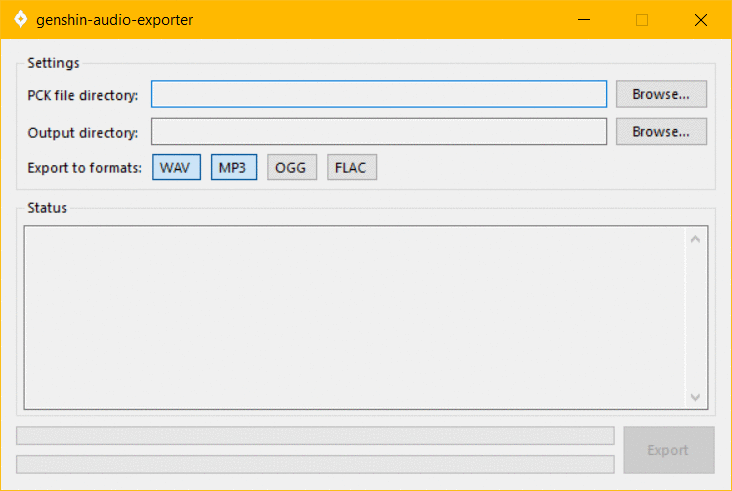 genshin-audio-exporter
Settings
PCK file directory: Browse...
Output directory: Browse...
Export to formats: WAV MP3 OGG FLAC
Status
Export